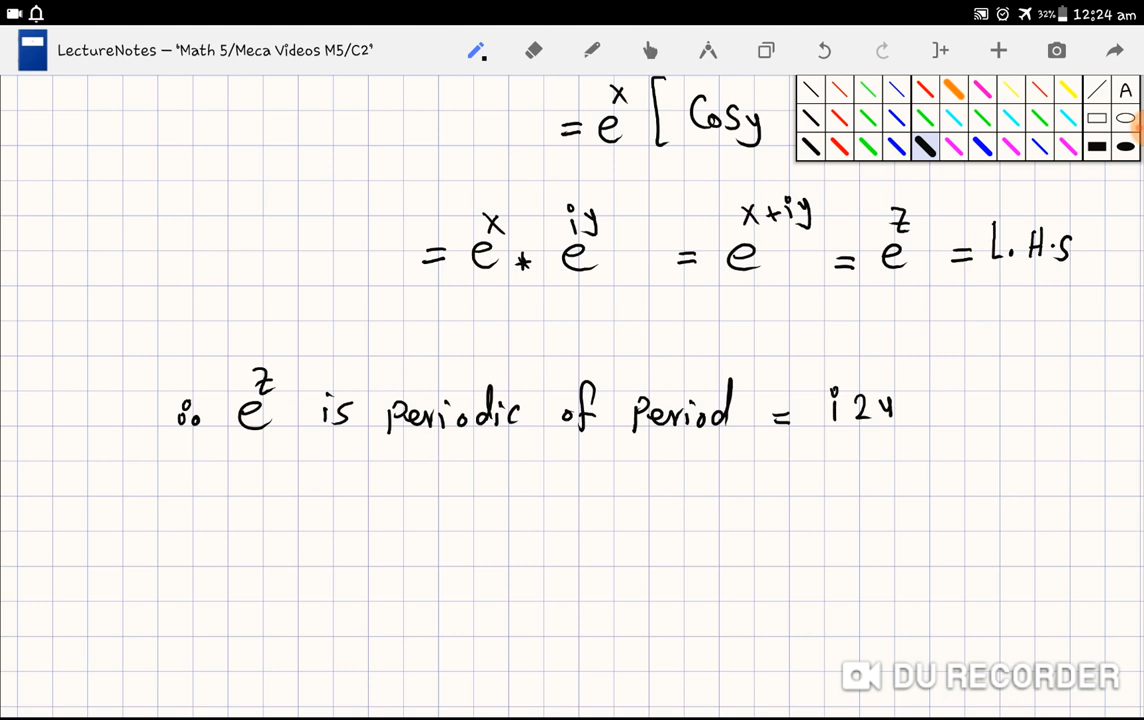 32% 12:24 am
LectureNotes – ‘Math 5/Meca Videos M5/C2’
A
= e^x [ Cosy
= e^x * e^iy = e^x+iy = e^z = L.H.S
∴ e^z is periodic of period = i 2
DU RECORDER